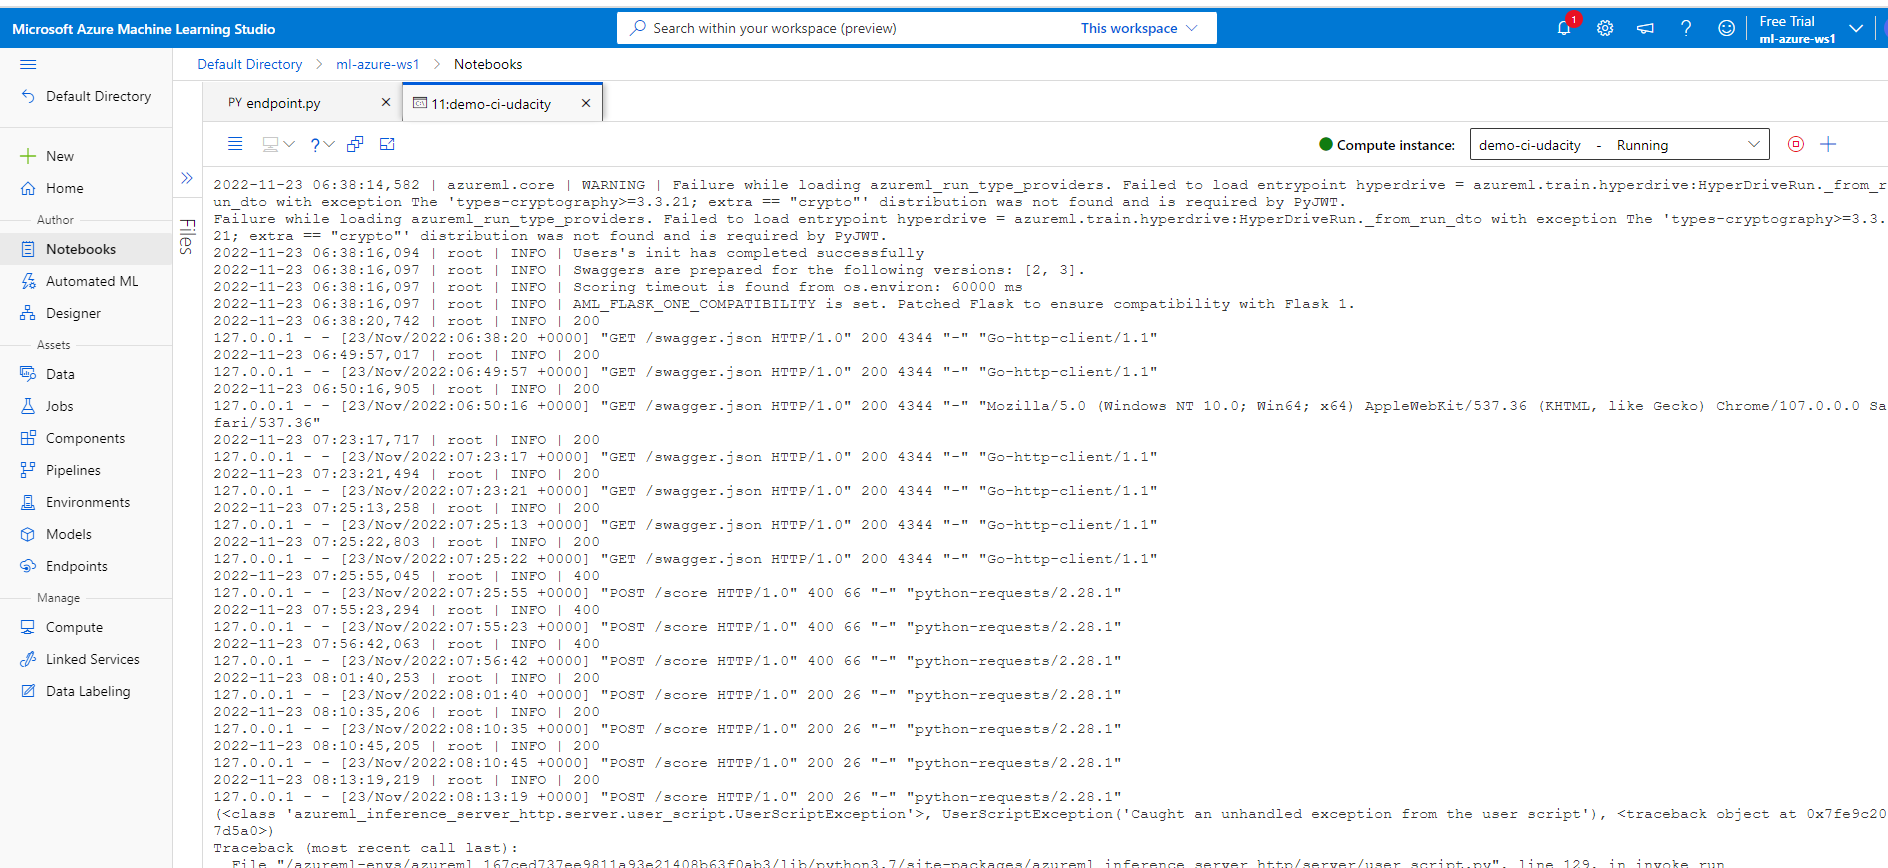 Microsoft Azure Machine Learning Studio
Search within your workspace (preview)
This workspace
1
Free Trial
ml-azure-ws1
Default Directory > ml-azure-ws1 > Notebooks
Default Directory
New
Home
Author
Notebooks
Automated ML
Designer
Assets
Data
Jobs
Components
Pipelines
Environments
Models
Endpoints
Manage
Compute
Linked Services
Data Labeling
Files
PY endpoint.py
11:demo-ci-udacity
Compute instance: demo-ci-udacity - Running
2022-11-23 06:38:14,582 | azureml.core | WARNING | Failure while loading azureml_run_type_providers. Failed to load entrypoint hyperdrive = azureml.train.hyperdrive:HyperDriveRun._from_r
un_dto with exception The 'types-cryptography>=3.3.21; extra == "crypto"' distribution was not found and is required by PyJWT.
Failure while loading azureml_run_type_providers. Failed to load entrypoint hyperdrive = azureml.train.hyperdrive:HyperDriveRun._from_run_dto with exception The 'types-cryptography>=3.3.
21; extra == "crypto"' distribution was not found and is required by PyJWT.
2022-11-23 06:38:16,094 | root | INFO | Users's init has completed successfully
2022-11-23 06:38:16,097 | root | INFO | Swaggers are prepared for the following versions: [2, 3].
2022-11-23 06:38:16,097 | root | INFO | Scoring timeout is found from os.environ: 60000 ms
2022-11-23 06:38:16,097 | root | INFO | AML_FLASK_ONE_COMPATIBILITY is set. Patched Flask to ensure compatibility with Flask 1.
2022-11-23 06:38:20,742 | root | INFO | 200
127.0.0.1 - - [23/Nov/2022:06:38:20 +0000] "GET /swagger.json HTTP/1.0" 200 4344 "-" "Go-http-client/1.1"
2022-11-23 06:49:57,017 | root | INFO | 200
127.0.0.1 - - [23/Nov/2022:06:49:57 +0000] "GET /swagger.json HTTP/1.0" 200 4344 "-" "Go-http-client/1.1"
2022-11-23 06:50:16,905 | root | INFO | 200
127.0.0.1 - - [23/Nov/2022:06:50:16 +0000] "GET /swagger.json HTTP/1.0" 200 4344 "-" "Mozilla/5.0 (Windows NT 10.0; Win64; x64) AppleWebKit/537.36 (KHTML, like Gecko) Chrome/107.0.0.0 Sa
fari/537.36"
2022-11-23 07:23:17,717 | root | INFO | 200
127.0.0.1 - - [23/Nov/2022:07:23:17 +0000] "GET /swagger.json HTTP/1.0" 200 4344 "-" "Go-http-client/1.1"
2022-11-23 07:23:21,494 | root | INFO | 200
127.0.0.1 - - [23/Nov/2022:07:23:21 +0000] "GET /swagger.json HTTP/1.0" 200 4344 "-" "Go-http-client/1.1"
2022-11-23 07:25:13,258 | root | INFO | 200
127.0.0.1 - - [23/Nov/2022:07:25:13 +0000] "GET /swagger.json HTTP/1.0" 200 4344 "-" "Go-http-client/1.1"
2022-11-23 07:25:22,803 | root | INFO | 200
127.0.0.1 - - [23/Nov/2022:07:25:22 +0000] "GET /swagger.json HTTP/1.0" 200 4344 "-" "Go-http-client/1.1"
2022-11-23 07:25:55,045 | root | INFO | 400
127.0.0.1 - - [23/Nov/2022:07:25:55 +0000] "POST /score HTTP/1.0" 400 66 "-" "python-requests/2.28.1"
2022-11-23 07:55:23,294 | root | INFO | 400
127.0.0.1 - - [23/Nov/2022:07:55:23 +0000] "POST /score HTTP/1.0" 400 66 "-" "python-requests/2.28.1"
2022-11-23 07:56:42,063 | root | INFO | 400
127.0.0.1 - - [23/Nov/2022:07:56:42 +0000] "POST /score HTTP/1.0" 400 66 "-" "python-requests/2.28.1"
2022-11-23 08:01:40,253 | root | INFO | 200
127.0.0.1 - - [23/Nov/2022:08:01:40 +0000] "POST /score HTTP/1.0" 200 26 "-" "python-requests/2.28.1"
2022-11-23 08:10:35,206 | root | INFO | 200
127.0.0.1 - - [23/Nov/2022:08:10:35 +0000] "POST /score HTTP/1.0" 200 26 "-" "python-requests/2.28.1"
2022-11-23 08:10:45,205 | root | INFO | 200
127.0.0.1 - - [23/Nov/2022:08:10:45 +0000] "POST /score HTTP/1.0" 200 26 "-" "python-requests/2.28.1"
2022-11-23 08:13:19,219 | root | INFO | 200
127.0.0.1 - - [23/Nov/2022:08:13:19 +0000] "POST /score HTTP/1.0" 200 26 "-" "python-requests/2.28.1"
(<class 'azureml_inference_server_http.server.user_script.UserScriptException'>, UserScriptException('Caught an unhandled exception from the user script'), <traceback object at 0x7fe9c20
7d5a0>)
Traceback (most recent call last):
File "/azureml-envs/azureml_167ced737ee9811a93e21408b63f0ab3/lib/python3.7/site-packages/azureml_inference_server_http/server/user_script.py", line 129, in invoke_run